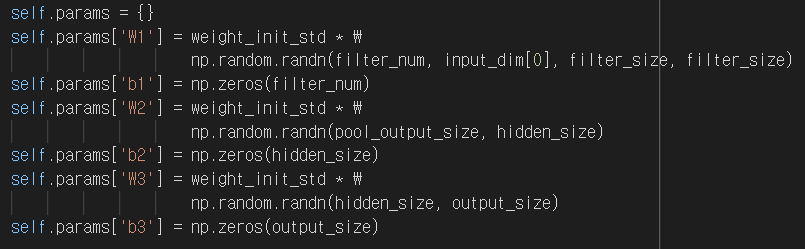 self.params = {}
self.params['W1'] = weight_init_std * ₩
np.random.randn(filter_num, input_dim[0], filter_size, filter_size)
self.params['b1'] = np.zeros(filter_num)
self.params['W2'] = weight_init_std * ₩
np.random.randn(pool_output_size, hidden_size)
self.params['b2'] = np.zeros(hidden_size)
self.params['W3'] = weight_init_std * ₩
np.random.randn(hidden_size, output_size)
self.params['b3'] = np.zeros(output_size)